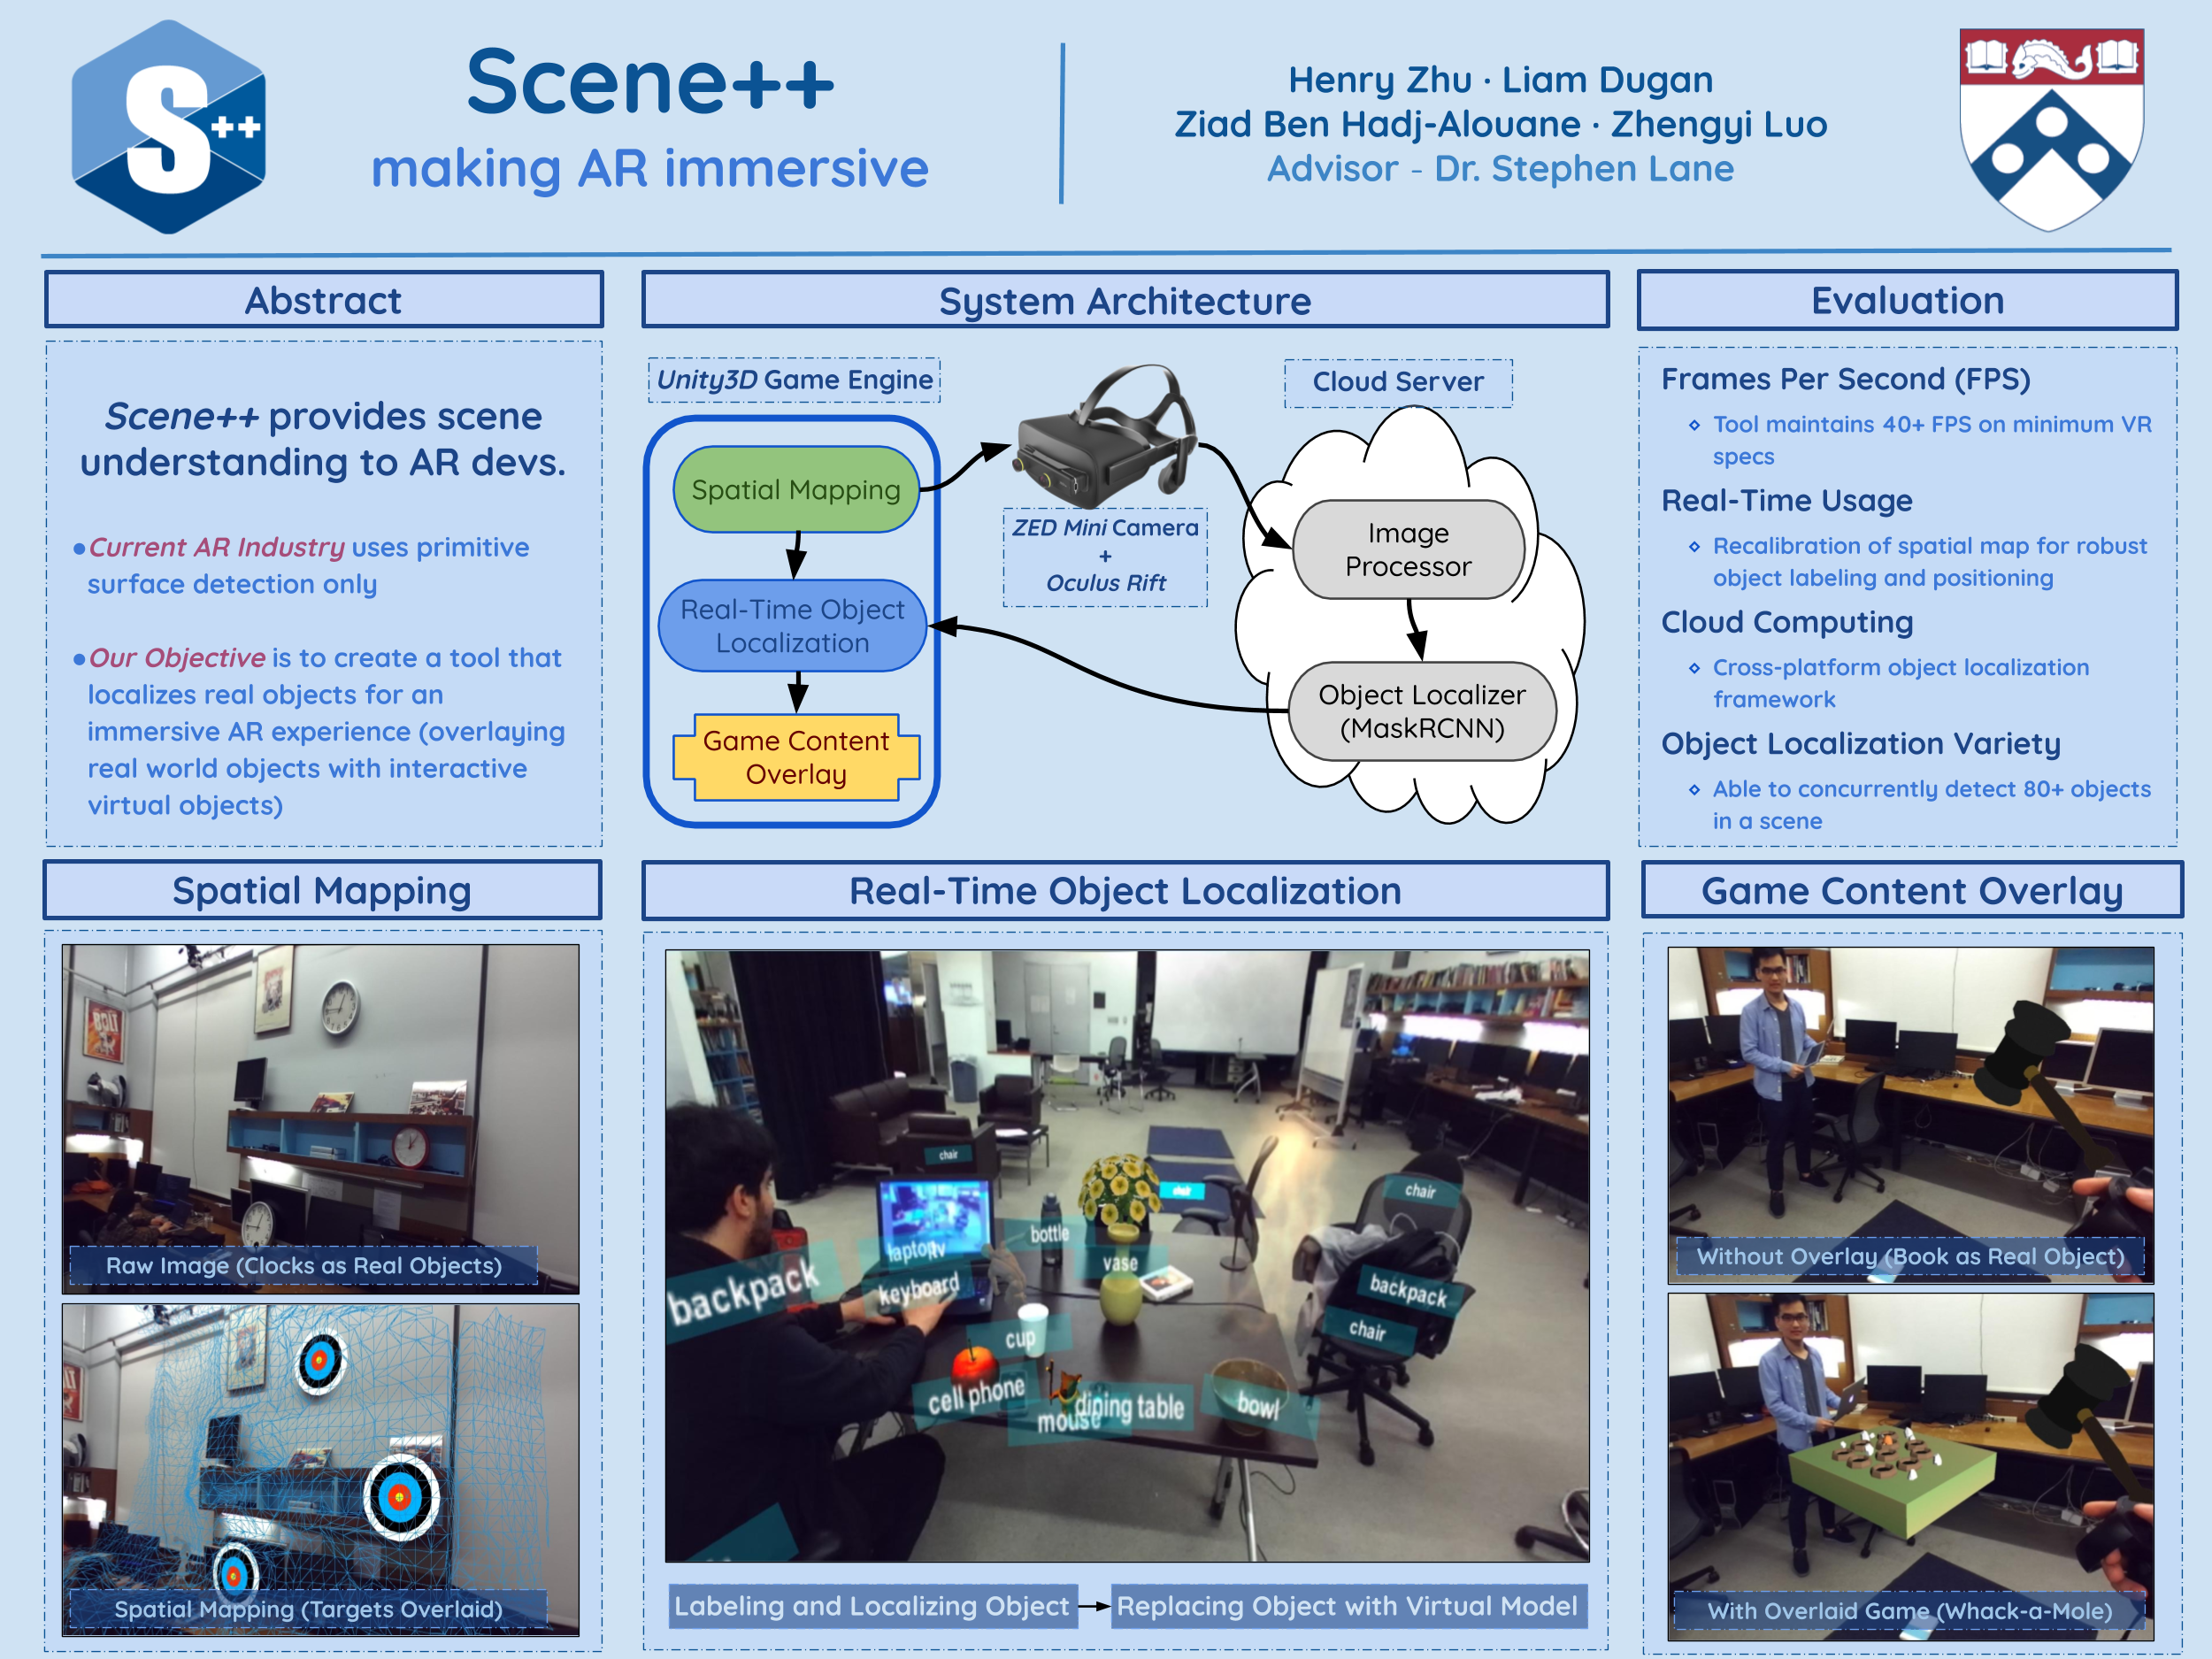 S++
Scene++
making AR immersive
Henry Zhu · Liam Dugan
Ziad Ben Hadj-Alouane · Zhengyi Luo
Advisor - Dr. Stephen Lane
Abstract
Scene++ provides scene
understanding to AR devs.
●Current AR Industry uses primitive
surface detection only
●Our Objective is to create a tool that
localizes real objects for an
immersive AR experience (overlaying
real world objects with interactive
virtual objects)
System Architecture
Unity3D Game Engine
Spatial Mapping
Real-Time Object
Localization
Game Content
Overlay
ZED Mini Camera
+
Oculus Rift
Cloud Server
Image
Processor
Object Localizer
(MaskRCNN)
Evaluation
Frames Per Second (FPS)
⋄ Tool maintains 40+ FPS on minimum VR
specs
Real-Time Usage
⋄ Recalibration of spatial map for robust
object labeling and positioning
Cloud Computing
⋄ Cross-platform object localization
framework
Object Localization Variety
⋄ Able to concurrently detect 80+ objects
in a scene
Spatial Mapping
BOLT
Raw Image (Clocks as Real Objects)
Spatial Mapping (Targets Overlaid)
Real-Time Object Localization
chair
chair
chair
bottle
laptop
tv
vase
backpack
keyboard
backpack
chair
cup
cell phone
mouse
dining table
bowl
Labeling and Localizing Object
Replacing Object with Virtual Model
Game Content Overlay
Without Overlay (Book as Real Object)
With Overlaid Game (Whack-a-Mole)